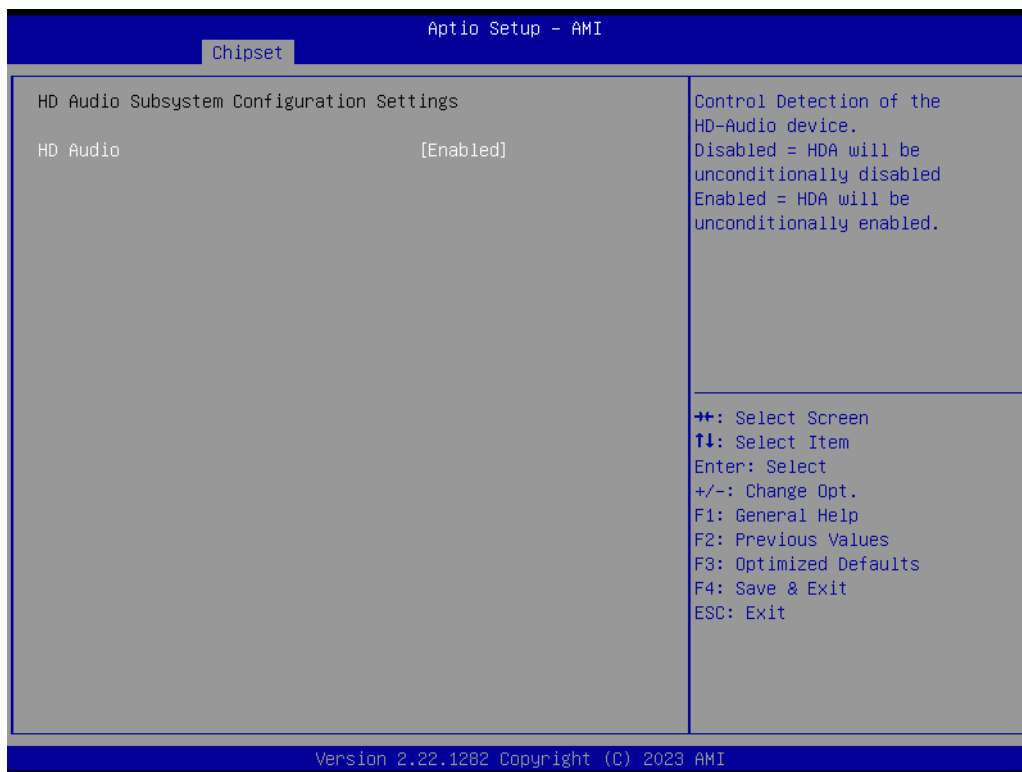 Aptio Setup – AMI
Chipset
HD Audio Subsystem Configuration Settings
HD Audio [Enabled]
Control Detection of the
HD-Audio device.
Disabled = HDA will be
unconditionally disabled
Enabled = HDA will be
unconditionally enabled.
→←: Select Screen
↑↓: Select Item
Enter: Select
+/-: Change Opt.
F1: General Help
F2: Previous Values
F3: Optimized Defaults
F4: Save & Exit
ESC: Exit
Version 2.22.1282 Copyright (C) 2023 AMI